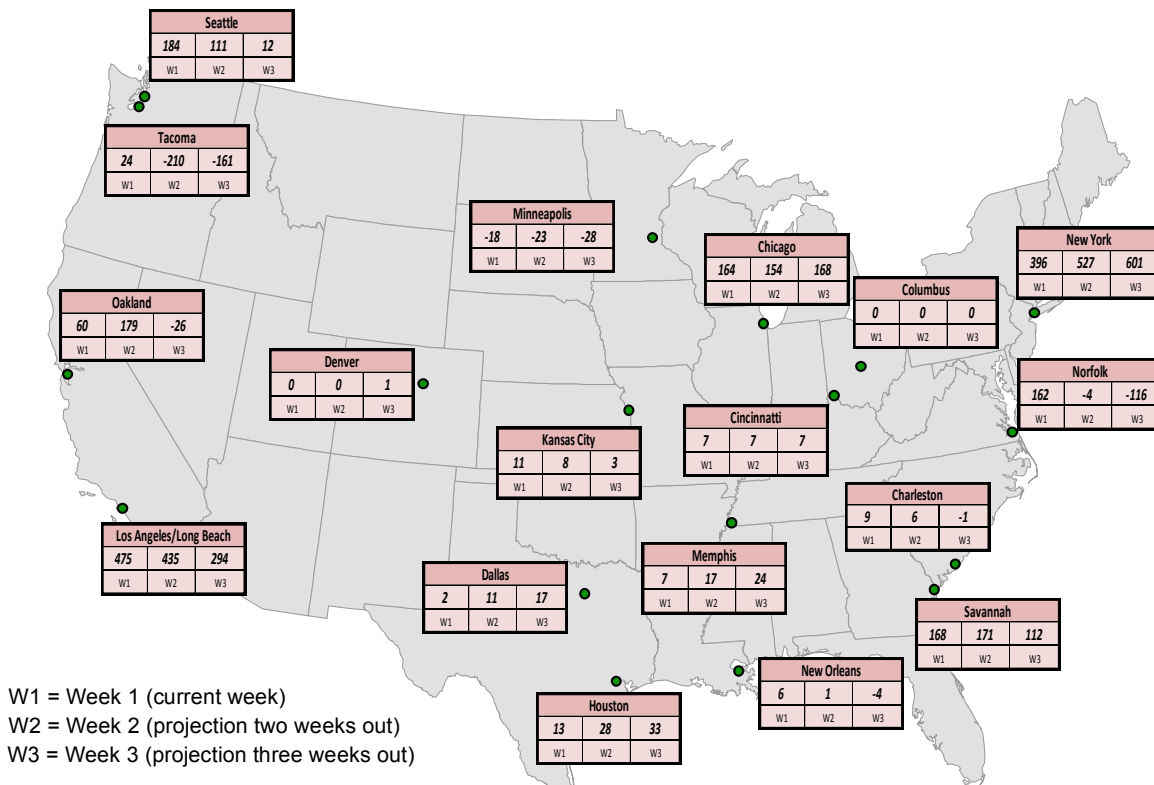 Seattle
184 111 12
W1 W2 W3
Tacoma
24 -210 -161
W1 W2 W3
Minneapolis
-18 -23 -28
W1 W2 W3
Chicago
164 154 168
W1 W2 W3
New York
396 527 601
W1 W2 W3
Columbus
0 0 0
W1 W2 W3
Oakland
60 179 -26
W1 W2 W3
Denver
0 0 1
W1 W2 W3
Norfolk
162 -4 -116
W1 W2 W3
Cincinnatti
7 7 7
W1 W2 W3
Kansas City
11 8 3
W1 W2 W3
Charleston
9 6 -1
W1 W2 W3
Los Angeles/Long Beach
475 435 294
W1 W2 W3
Memphis
7 17 24
W1 W2 W3
Dallas
2 11 17
W1 W2 W3
Savannah
168 171 112
W1 W2 W3
New Orleans
6 1 -4
W1 W2 W3
Houston
13 28 33
W1 W2 W3
W1 = Week 1 (current week)
W2 = Week 2 (projection two weeks out)
W3 = Week 3 (projection three weeks out)